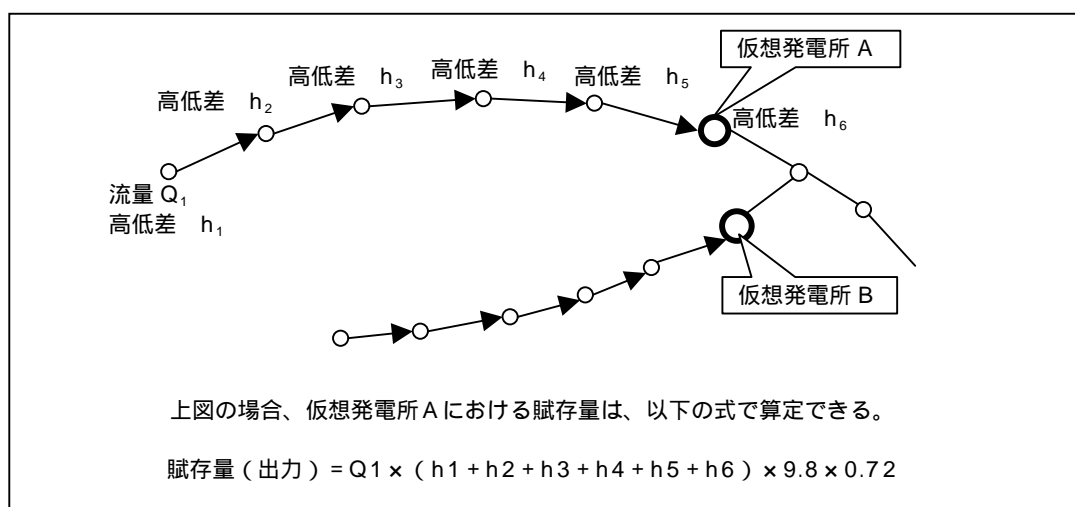 仮想発電所 A
高低差 h₄
高低差 h₃
高低差 h₅
高低差 h₂
高低差 h₆
流量 Q₁
高低差 h₁
仮想発電所 B
上図の場合、仮想発電所Aにおける賦存量は、以下の式で算定できる。
賦存量（出力）＝Q1×（h1+h2+h3+h4+h5+h6）×9.8×0.72